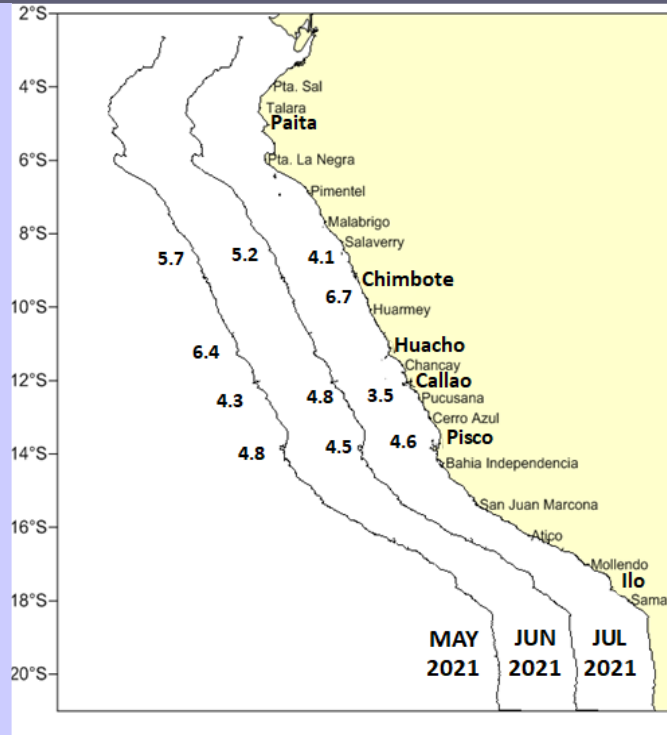 2°S
4°S
Pta. Sal
Talara
Paita
6°S
Pta. La Negra
Pimentel
Malabrigo
8°S
Salaverry
5.7
5.2
4.1
Chimbote
6.7
10°S
Huarmey
6.4
Huacho
Chancay
12°S
Callao
4.3
4.8
3.5
Pucusana
Cerro Azul
4.8
4.5
4.6
Pisco
14°S
Bahia Independencia
San Juan Marcona
16°S
Atico
Mollendo
Ilo
18°S
Sama
MAY JUN JUL
2021 2021 2021
20°S